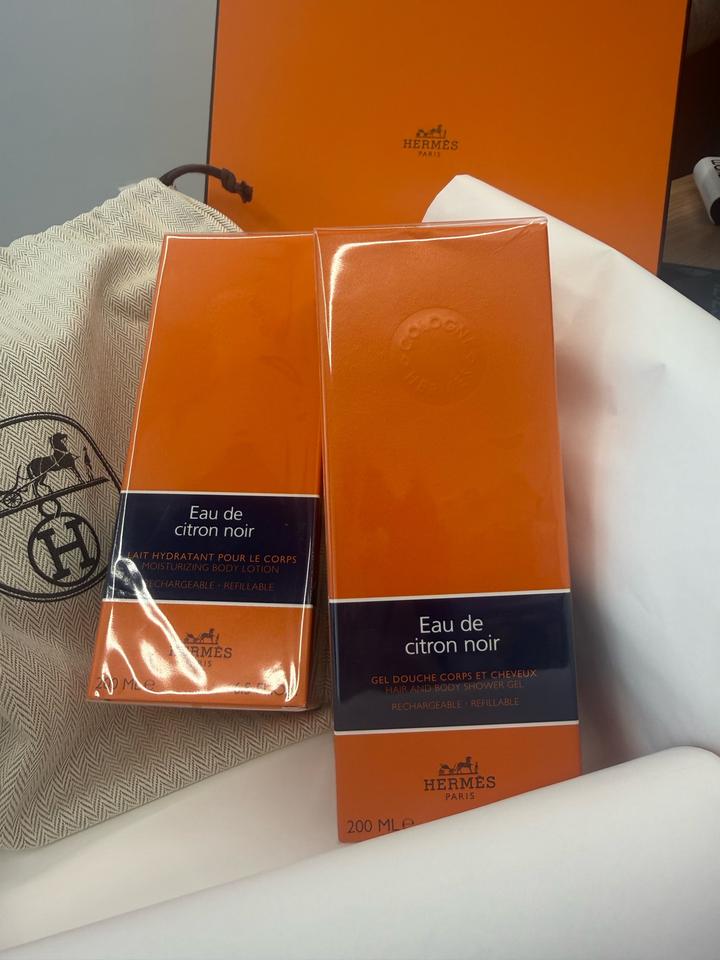 HERMÈS
PARIS
Eau de
citron noir
LAIT HYDRATANT POUR LE CORPS
MOISTURIZING BODY LOTION
RECHARGEABLE · REFILLABLE
HERMÈS
PARIS
200 ML e
COLOGNES
HERMÈS
Eau de
citron noir
GEL DOUCHE CORPS ET CHEVEUX
HAIR AND BODY SHOWER GEL
RECHARGEABLE · REFILLABLE
HERMÈS
PARIS
200 ML e
H